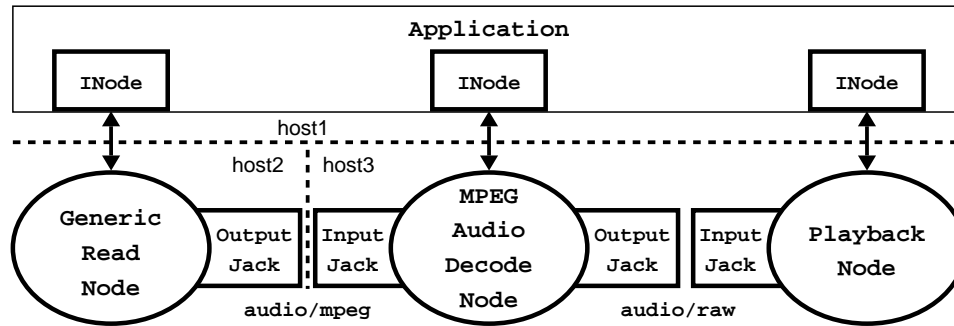 Application
INode
INode
INode
host1
host2
host3
Generic
Read
Node
Output
Jack
Input
Jack
MPEG
Audio
Decode
Node
Output
Jack
Input
Jack
Playback
Node
audio/mpeg
audio/raw